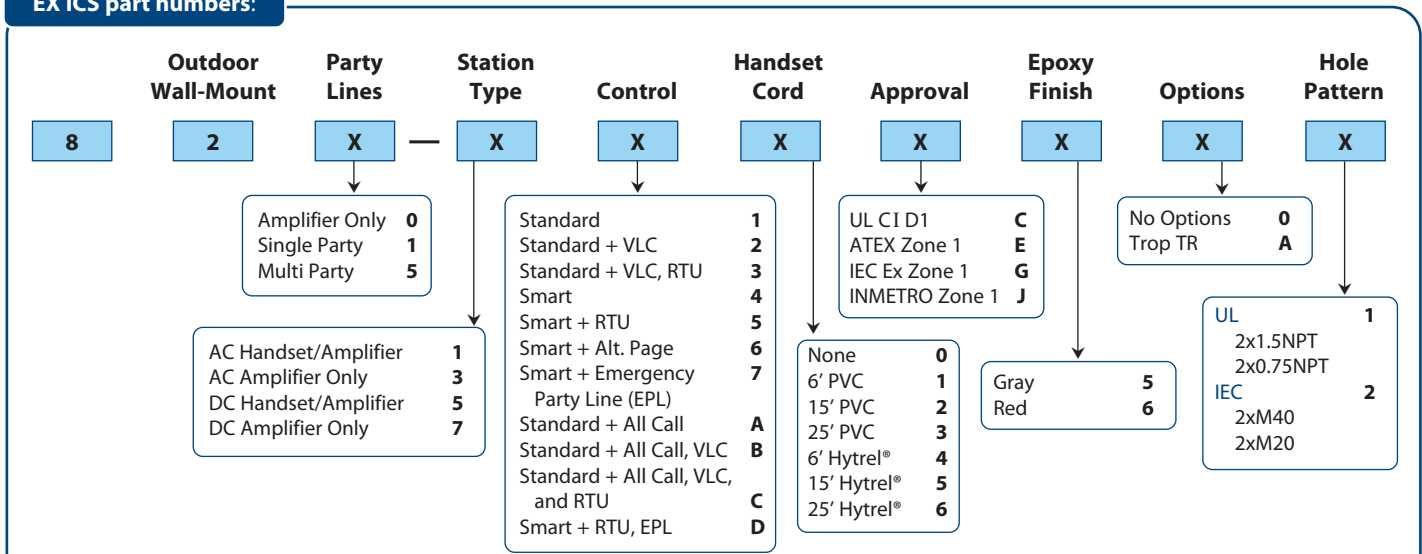 EX ICS part numbers:
Outdoor Wall-Mount
Party Lines
Station Type
Control
Handset Cord
Approval
Epoxy Finish
Options
Hole Pattern
8 2 X — X X X X X X X
Amplifier Only 0
Single Party 1
Multi Party 5
AC Handset/Amplifier 1
AC Amplifier Only 3
DC Handset/Amplifier 5
DC Amplifier Only 7
Standard 1
Standard + VLC 2
Standard + VLC, RTU 3
Smart 4
Smart + RTU 5
Smart + Alt. Page 6
Smart + Emergency 7
Party Line (EPL)
Standard + All Call A
Standard + All Call, VLC B
Standard + All Call, VLC,
and RTU C
Smart + RTU, EPL D
None 0
6’ PVC 1
15’ PVC 2
25’ PVC 3
6’ Hytrel® 4
15’ Hytrel® 5
25’ Hytrel® 6
UL C I D1 C
ATEX Zone 1 E
IEC Ex Zone 1 G
INMETRO Zone 1 J
Gray 5
Red 6
No Options 0
Trop TR A
UL 1
2x1.5NPT
2x0.75NPT
IEC 2
2xM40
2xM20